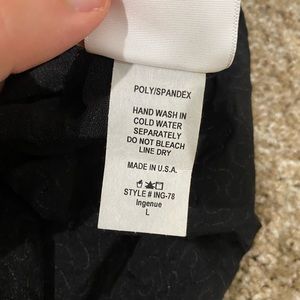 POLY/SPANDEX
HAND WASH IN
COLD WATER
SEPARATELY
DO NOT BLEACH
LINE DRY
MADE IN U.S.A.
STYLE # ING-78
Ingenue
L